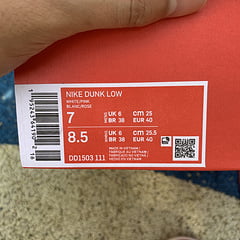 NIKE DUNK LOW
WHITE/PINK
BLANC/ROSE
7 UK 6 CM 25
BR 38 EUR 40
8.5 UK 6 CM 25.5
BR 38 EUR 40
DD1503 111
MADE IN VIETNAM